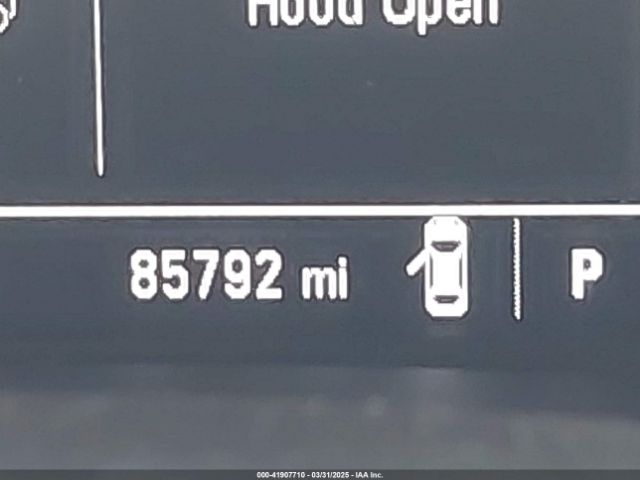 Hood Open
85792 mi
P
000-41907710 - 03/31/2025 - IAA Inc.